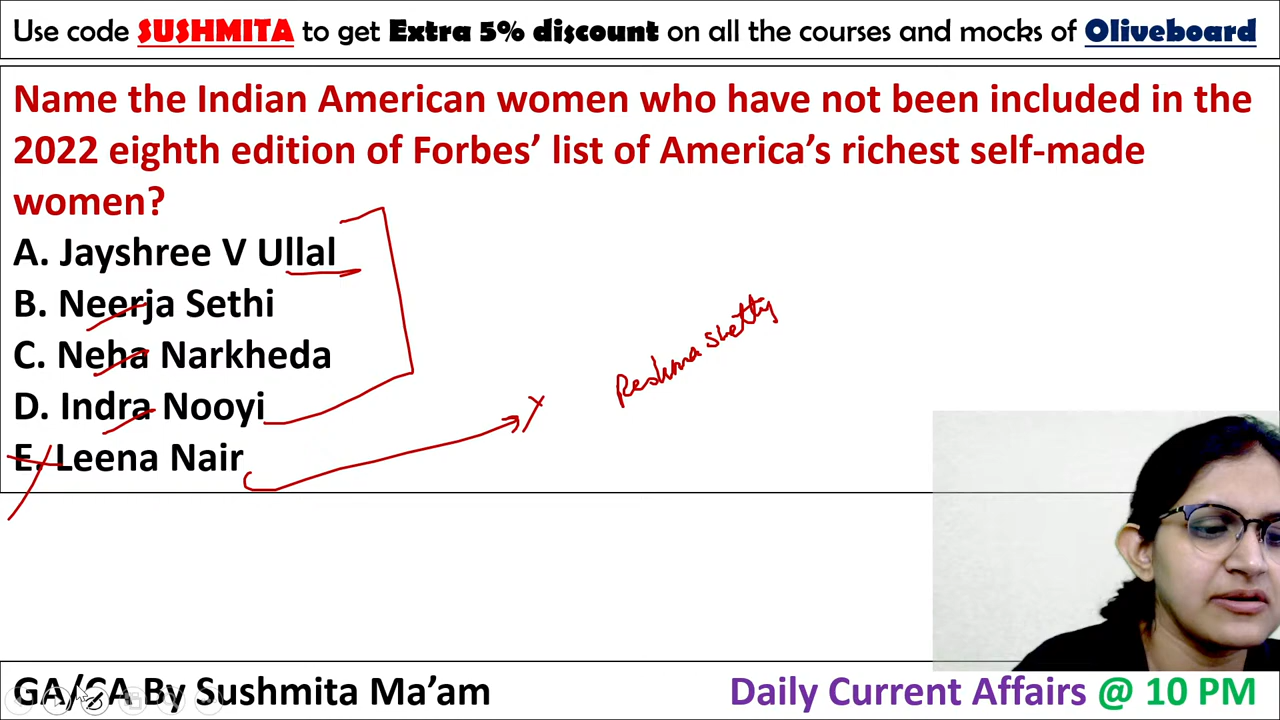 Use code SUSHMITA to get Extra 5% discount on all the courses and mocks of Oliveboard
Name the Indian American women who have not been included in the
2022 eighth edition of Forbes’ list of America’s richest self-made
women?
A. Jayshree V Ullal
B. Neerja Sethi
C. Neha Narkheda
D. Indra Nooyi
E. Leena Nair
Reshma Shetty
GA/CA By Sushmita Ma’am
Daily Current Affairs @ 10 PM